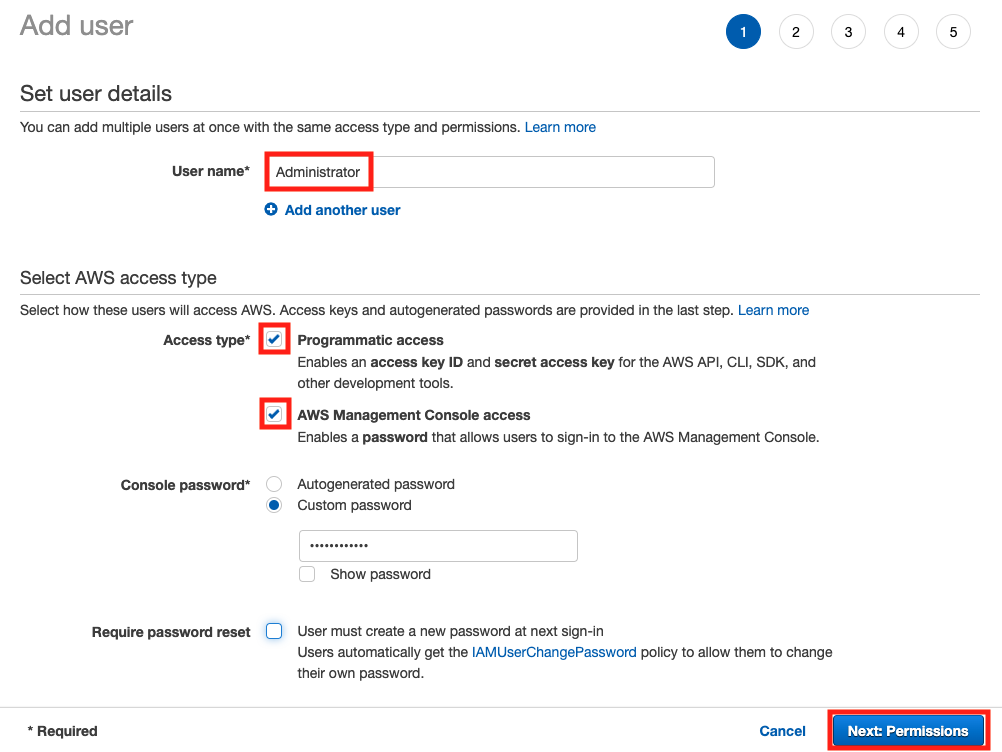 Add user
1 2 3 4 5
Set user details
You can add multiple users at once with the same access type and permissions. Learn more
User name* Administrator
Add another user
Select AWS access type
Select how these users will access AWS. Access keys and autogenerated passwords are provided in the last step. Learn more
Access type* Programmatic access
Enables an access key ID and secret access key for the AWS API, CLI, SDK, and
other development tools.
AWS Management Console access
Enables a password that allows users to sign-in to the AWS Management Console.
Console password* Autogenerated password
Custom password
••••••••••••
Show password
Require password reset User must create a new password at next sign-in
Users automatically get the IAMUserChangePassword policy to allow them to change
their own password.
* Required Cancel Next: Permissions